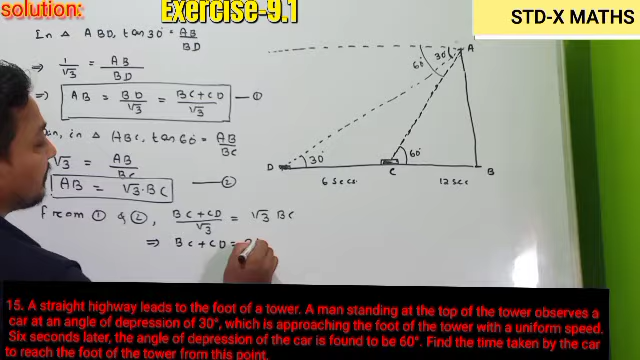 solution:
Exercise-9.1
STD-X MATHS
In Δ ABD, tan 30° = AB/BD
⇒ 1/√3 = AB/BD
⇒ AB = BD/√3 = BC+CD/√3 — ①
in Δ ABC, tan 60° = AB/BC
√3 = AB/BC
AB = √3 · BC — ②
from ① & ②, BC+CD/√3 = √3 BC
⇒ BC+CD =
A
30°
60°
D
30°
60°
C
B
6 secs
12 sec
15. A straight highway leads to the foot of a tower. A man standing at the top of the tower observes a
car at an angle of depression of 30°, which is approaching the foot of the tower with a uniform speed.
Six seconds later, the angle of depression of the car is found to be 60°. Find the time taken by the car
to reach the foot of the tower from this point.